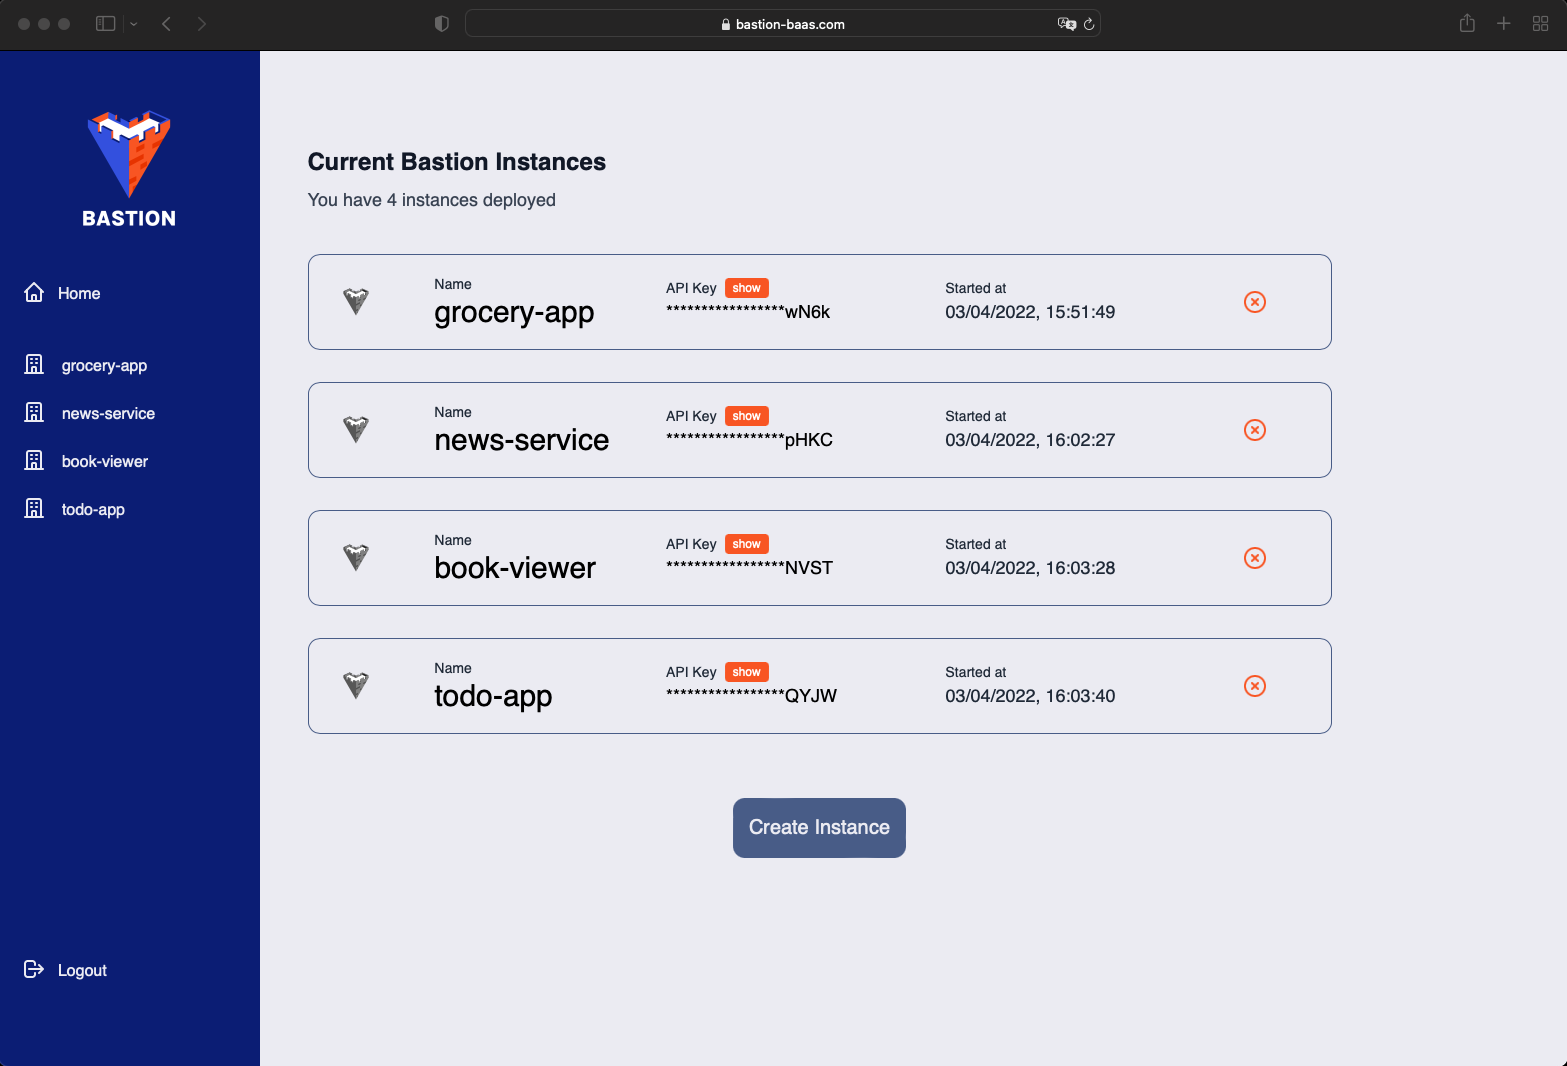 bastion-baas.com
BASTION
Home
grocery-app
news-service
book-viewer
todo-app
Logout
Current Bastion Instances
You have 4 instances deployed
Name
grocery-app
API Key show
*****************wN6k
Started at
03/04/2022, 15:51:49
Name
news-service
API Key show
*****************pHKC
Started at
03/04/2022, 16:02:27
Name
book-viewer
API Key show
*****************NVST
Started at
03/04/2022, 16:03:28
Name
todo-app
API Key show
*****************QYJW
Started at
03/04/2022, 16:03:40
Create Instance